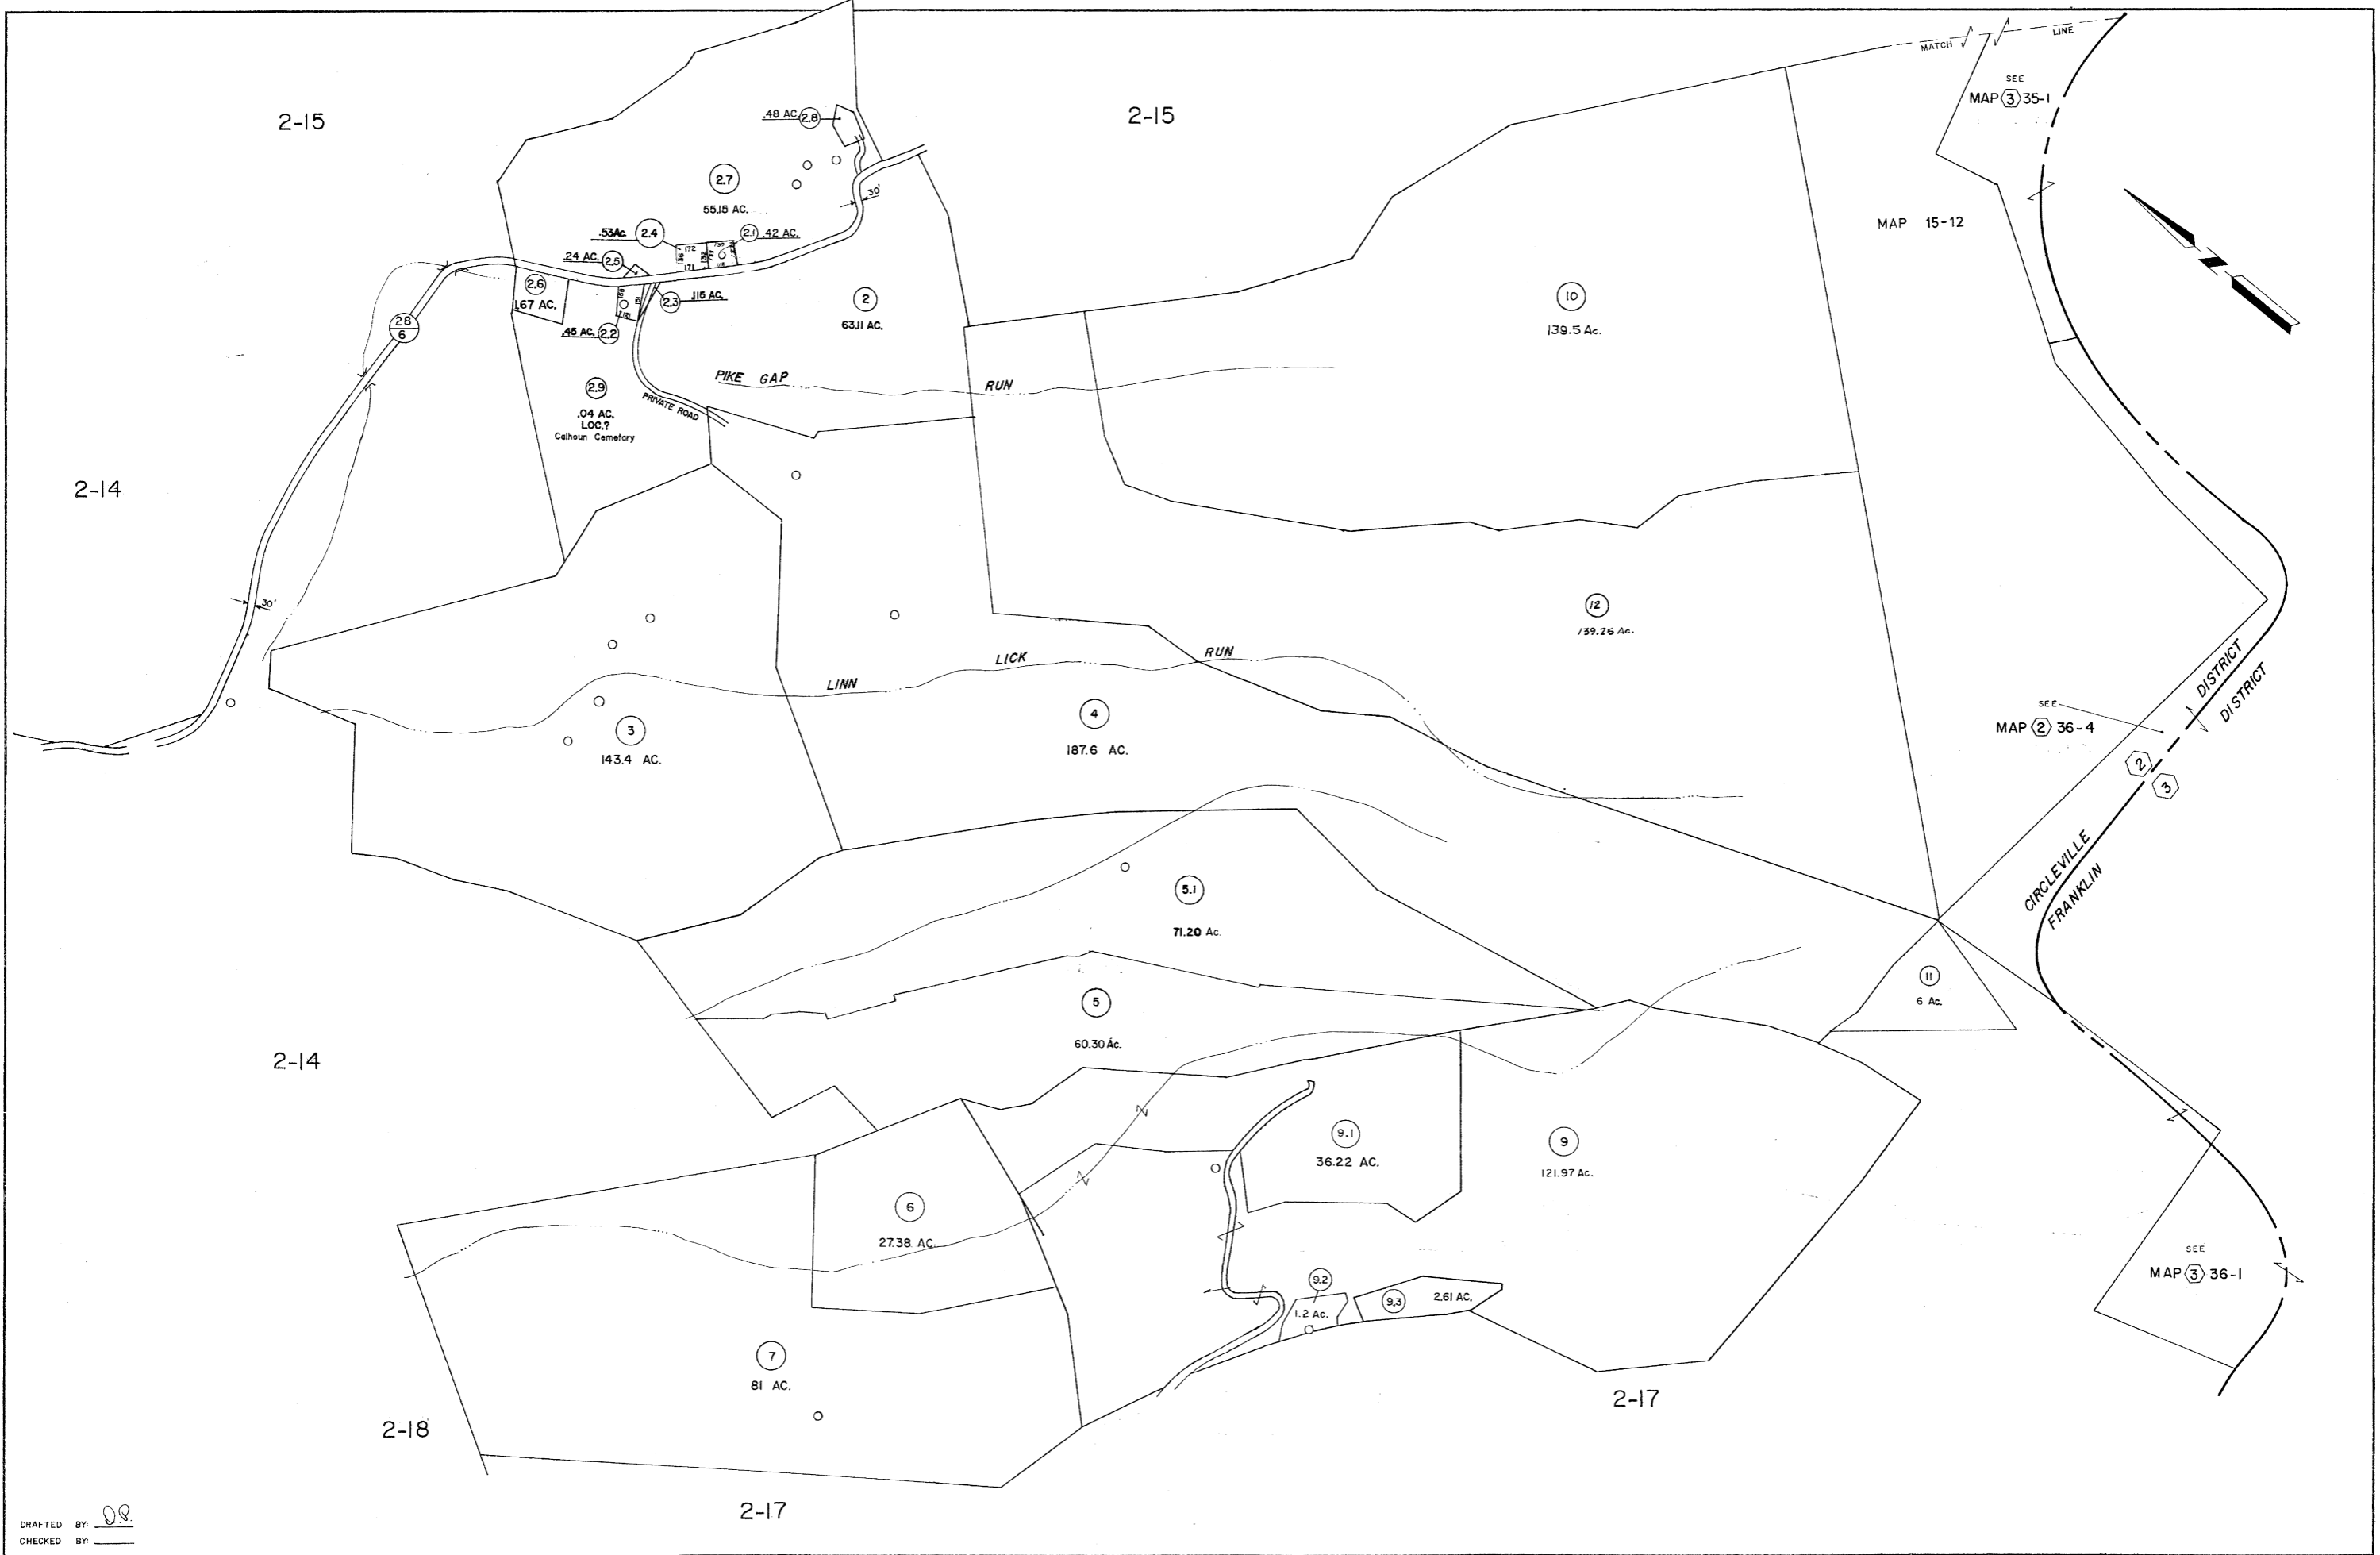 MATCH LINE
SEE
MAP 3 35-1
2-15
2-15
.48 AC. 2.8
2.7
55.15 AC.
30'
MAP 15-12
.53Ac. 2.4
2.1 .42 AC.
172
136
132
171
.24 AC. 2.5
2.6
1.67 AC.
2.3 .115 AC.
.45 AC. 2.2
2
63.11 AC.
10
139.5 Ac.
28
6
PIKE GAP RUN
2.9
.04 AC.
LOC.?
Calhoun Cemetary
PRIVATE ROAD
2-14
30'
12
139.25 Ac.
LINN LICK RUN
3
143.4 AC.
4
187.6 AC.
SEE
MAP 2 36-4
DISTRICT
DISTRICT
2
3
CIRCLEVILLE
FRANKLIN
5.1
71.20 Ac.
11
6 Ac.
5
60.30 Ac.
2-14
9.1
36.22 AC.
9
121.97 Ac.
6
27.38 AC.
SEE
MAP 3 36-1
9.2
1.2 Ac.
9.3 2.61 AC.
7
81 AC.
2-18
2-17
2-17
DRAFTED BY: D.P.
CHECKED BY: